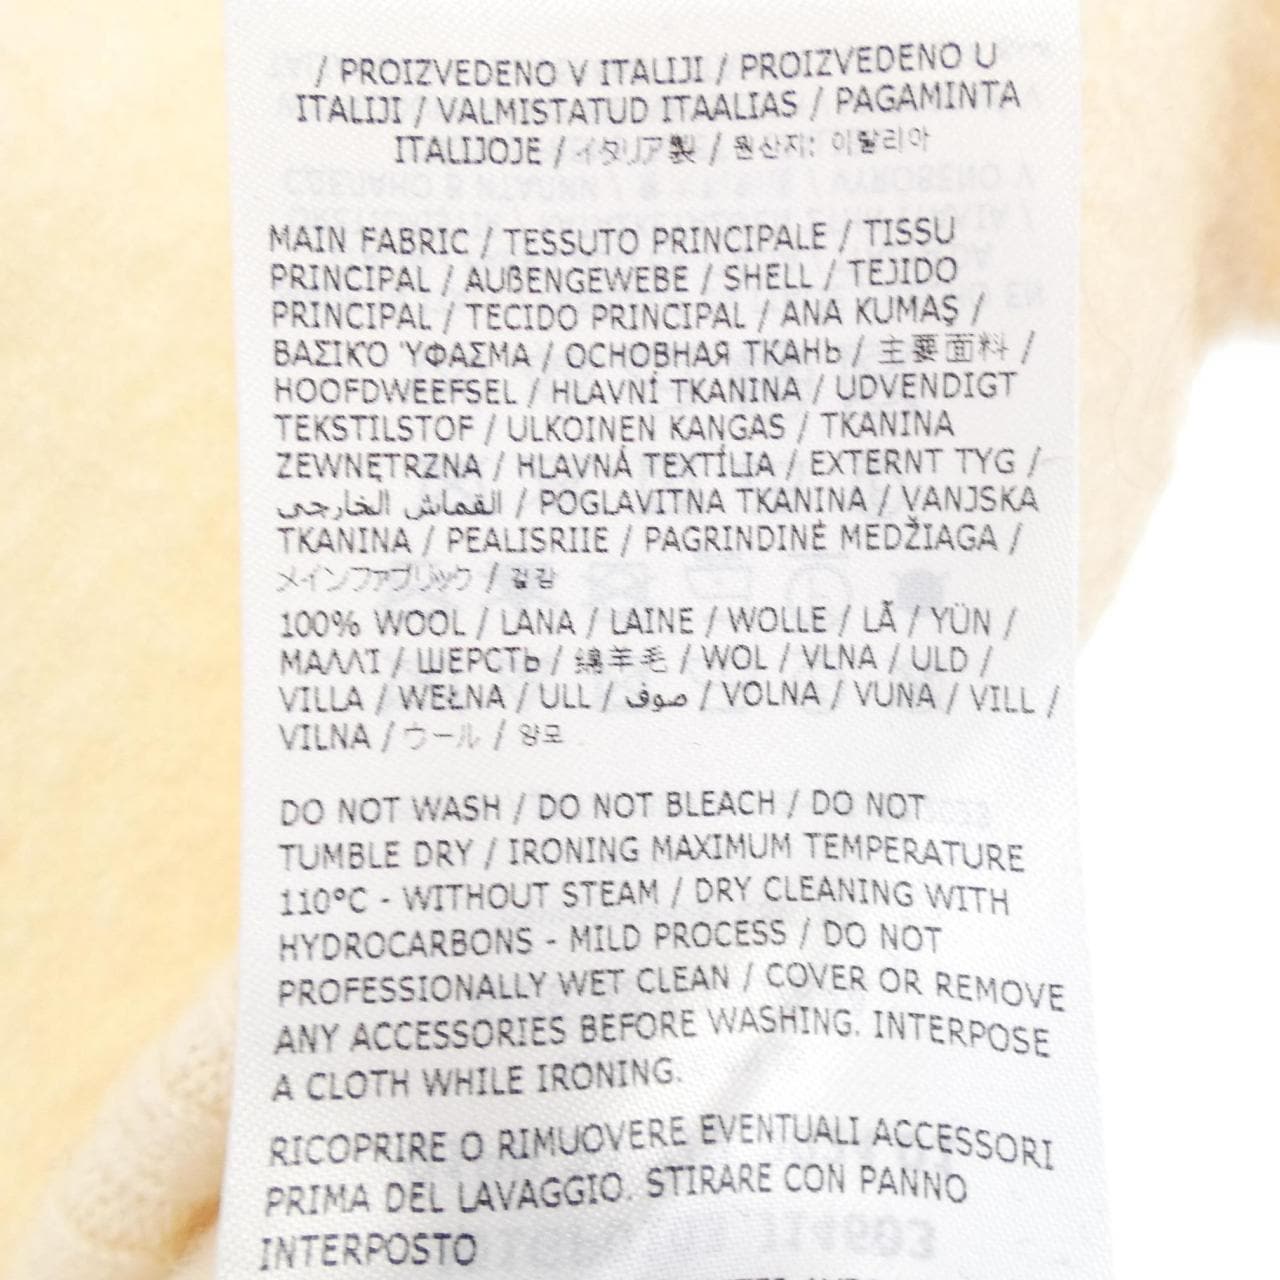 / PROIZVEDENO V ITALIJI / PROIZVEDENO U
ITALIJI / VALMISTATUD ITAALIAS / PAGAMINTA
ITALIJOJE / イタリア製 / 원산지: 이탈리아
MAIN FABRIC / TESSUTO PRINCIPALE / TISSU
PRINCIPAL / AUßENGEWEBE / SHELL / TEJIDO
PRINCIPAL / TECIDO PRINCIPAL / ANA KUMAŞ /
ΒΑΣΙΚΌ ΎΦΑΣΜΑ / ОСНОВНАЯ ТКАНЬ / 主要面料 /
HOOFDWEEFSEL / HLAVNÍ TKANINA / UDVENDIGT
TEKSTILSTOF / ULKOINEN KANGAS / TKANINA
ZEWNĘTRZNA / HLAVNÁ TEXTÍLIA / EXTERNT TYG /
القماش الخارجي / POGLAVITNA TKANINA / VANJSKA
TKANINA / PEALISRIIE / PAGRINDINĖ MEDŽIAGA /
メインファブリック / 겉감
100% WOOL / LANA / LAINE / WOLLE / LÃ / YÜN /
ΜΑΛΛΊ / ШЕРСТЬ / 绵羊毛 / WOL / VLNA / ULD /
VILLA / WEŁNA / ULL / صوف / VOLNA / VUNA / VILL /
VILNA / ウール / 양모
DO NOT WASH / DO NOT BLEACH / DO NOT
TUMBLE DRY / IRONING MAXIMUM TEMPERATURE
110°C - WITHOUT STEAM / DRY CLEANING WITH
HYDROCARBONS - MILD PROCESS / DO NOT
PROFESSIONALLY WET CLEAN / COVER OR REMOVE
ANY ACCESSORIES BEFORE WASHING. INTERPOSE
A CLOTH WHILE IRONING.
RICOPRIRE O RIMUOVERE EVENTUALI ACCESSORI
PRIMA DEL LAVAGGIO. STIRARE CON PANNO
INTERPOSTO